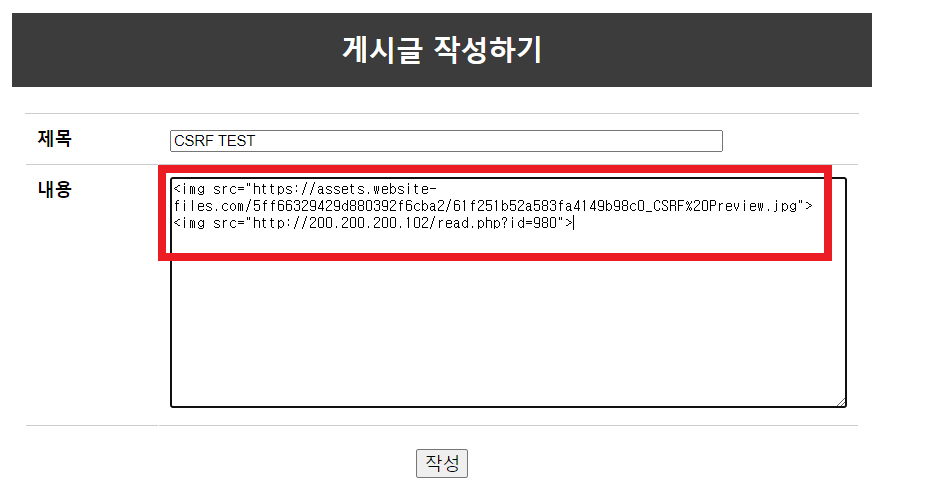 게시글 작성하기
제목
CSRF TEST
내용
<img src="https://assets.website-
files.com/5ff66329429d880392f6cba2/61f251b52a583fa4149b98c0_CSRF%20Preview.jpg">
<img src="http://200.200.200.102/read.php?id=980">
작성